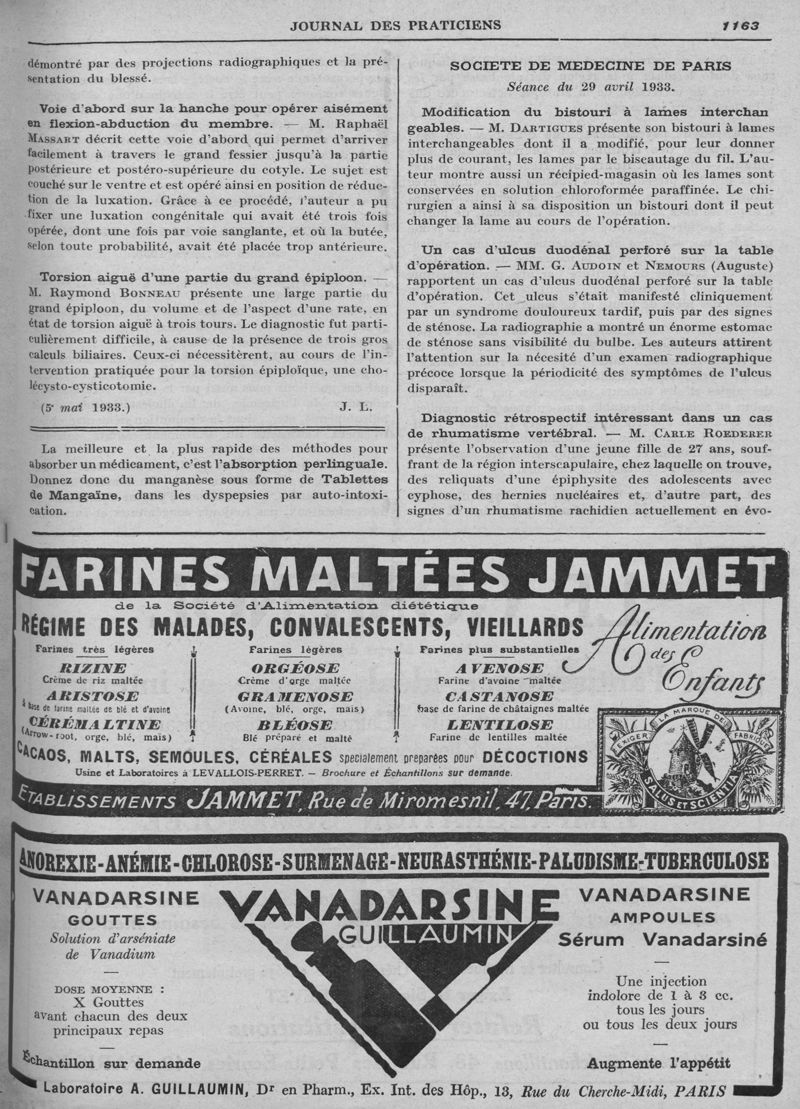 JOURNAL DES PRATICIENS 1163
démontré par des projections radiographiques et la pré-
sentation du blessé.
Voie d'abord sur la hanche pour opérer aisément
en flexion-abduction du membre. — M. Raphaël
MASSART décrit cette voie d'abord qui permet d'arriver
facilement à travers le grand fessier jusqu'à la partie
postérieure et postéro-supérieure du cotyle. Le sujet est
couché sur le ventre et est opéré ainsi en position de réduc-
tion de la luxation. Grâce à ce procédé, l'auteur a pu
fixer une luxation congénitale qui avait été trois fois
opérée, dont une fois par voie sanglante, et où la butée,
selon toute probabilité, avait été placée trop antérieure.
Torsion aiguë d'une partie du grand épiploon. —
M. Raymond BONNEAU présente une large partie du
grand épiploon, du volume et de l'aspect d'une rate, en
état de torsion aiguë à trois tours. Le diagnostic fut parti-
culièrement difficile, à cause de la présence de trois gros
calculs biliaires. Ceux-ci nécessitèrent, au cours de l'in-
tervention pratiquée pour la torsion épiploïque, une cho-
lécysto-cysticotomie.
(5 mai 1933.) J. L.
La meilleure et la plus rapide des méthodes pour
absorber un médicament, c'est l'absorption perlinguale.
Donnez donc du manganèse sous forme de Tablettes
de Mangaïne, dans les dyspepsies par auto-intoxi-
cation.
SOCIETE DE MEDECINE DE PARIS
Séance du 29 avril 1933.
Modification du bistouri à lames interchan
geables. — M. DARTIGUES présente son bistouri à lames
interchangeables dont il a modifié, pour leur donner
plus de courant, les lames par le biseautage du fil. L'au-
teur montre aussi un récipied-magasin où les lames sont
conservées en solution chloroformée paraffinée. Le chi-
rurgien a ainsi à sa disposition un bistouri dont il peut
changer la lame au cours de l'opération.
Un cas d'ulcus duodénal perforé sur la table
d'opération. — MM. G. AUDOIN et NEMOURS (Auguste)
rapportent un cas d'ulcus duodénal perforé sur la table
d'opération. Cet ulcus s'était manifesté cliniquement
par un syndrome douloureux tardif, puis par des signes
de sténose. La radiographie a montré un énorme estomac
de sténose sans visibilité du bulbe. Les auteurs attirent
l'attention sur la nécesité d'un examen radiographique
précoce lorsque la périodicité des symptômes de l'ulcus
disparaît.
Diagnostic rétrospectif intéressant dans un cas
de rhumatisme vertébral. — M. CARLE ROEDERER
présente l'observation d'une jeune fille de 27 ans, souf-
frant de la région interscapulaire, chez laquelle on trouve,
des reliquats d'une épiphysite des adolescents avec
cyphose, des hernies nucléaires et, d'autre part, des
signes d'un rhumatisme rachidien actuellement en évo-
FARINES MALTÉES JAMMET
de la Société d'Alimentation diététique
RÉGIME DES MALADES, CONVALESCENTS, VIEILLARDS
Alimentation
des
Enfants
Farines très légères
RIZINE
Crème de riz maltée
ARISTOSE
à base de farine maltée de blé et d'avoine
CÉRÉMALTINE
(Arrow-root, orge, blé, maïs)
Farines légères
ORGÉOSE
Crème d'orge maltée
GRAMENOSE
(Avoine, blé, orge, maïs)
BLÉOSE
Blé préparé et malté
Farines plus substantielles
AVENOSE
Farine d'avoine maltée
CASTANOSE
base de farine de châtaignes maltée
LENTILOSE
Farine de lentilles maltée
CACAOS, MALTS, SEMOULES, CÉRÉALES spécialement préparées pour DÉCOCTIONS
Usine et Laboratoires à LEVALLOIS-PERRET. — Brochure et Échantillons sur demande.
ÉTABLISSEMENTS JAMMET, Rue de Miromesnil, 47, Paris.
EXIGER LA MARQUE DE FABRIQUE
SALUS ET SCIENTIA
ANOREXIE-ANÉMIE-CHLOROSE-SURMENAGE-NEURASTHÉNIE-PALUDISME-TUBERCULOSE
VANADARSINE
GOUTTES
Solution d'arséniate
de Vanadium
DOSE MOYENNE :
X Gouttes
avant chacun des deux
principaux repas
Échantillon sur demande
VANADARSINE
GUILLAUMIN
VANADARSINE
AMPOULES
Sérum Vanadarsiné
Une injection
indolore de 1 à 3 cc.
tous les jours
ou tous les deux jours
Augmente l'appétit
Laboratoire A. GUILLAUMIN, Dr en Pharm., Ex. Int. des Hôp., 13, Rue du Cherche-Midi, PARIS